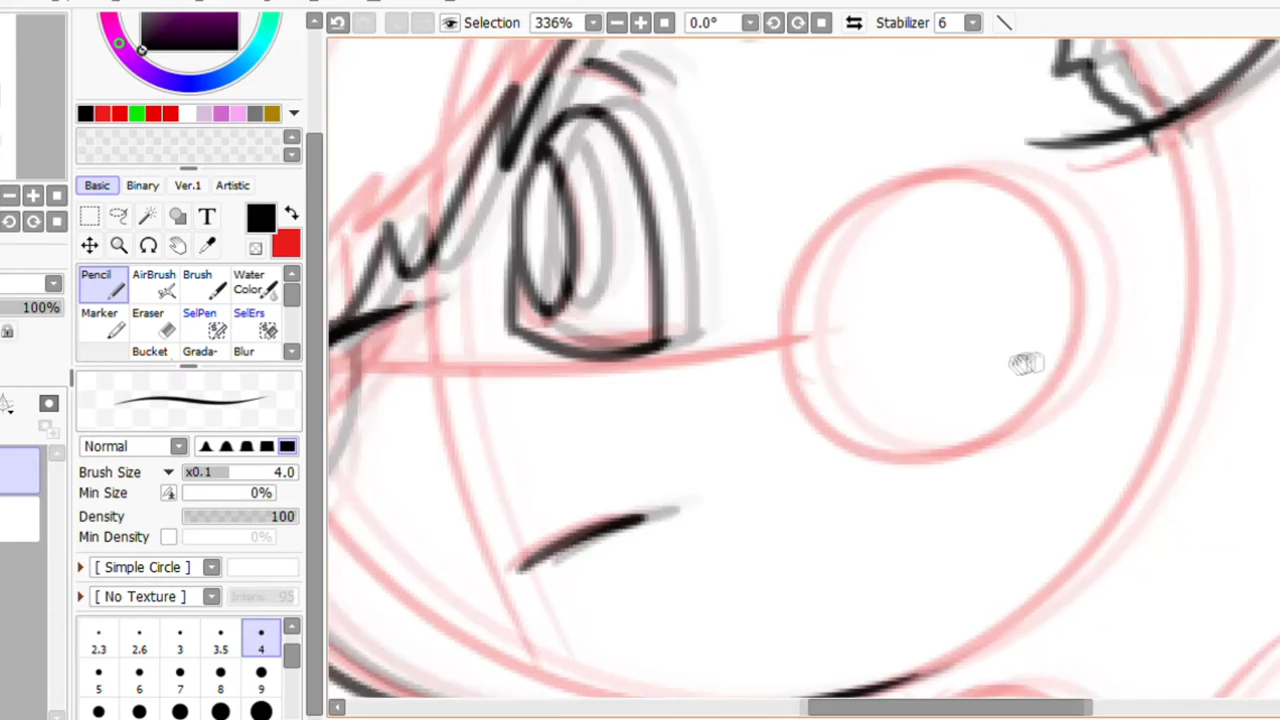 Selection 336% 0.0° Stabilizer 6
Basic Binary Ver.1 Artistic
T
Pencil AirBrush Brush Water Color
Marker Eraser SelPen SelErs
Bucket Grada- Blur
100%
Normal
Brush Size x0.1 4.0
Min Size 0%
Density 100
Min Density 0%
[ Simple Circle ]
[ No Texture ] Intens. 95
2.3 2.6 3 3.5 4
5 6 7 8 9